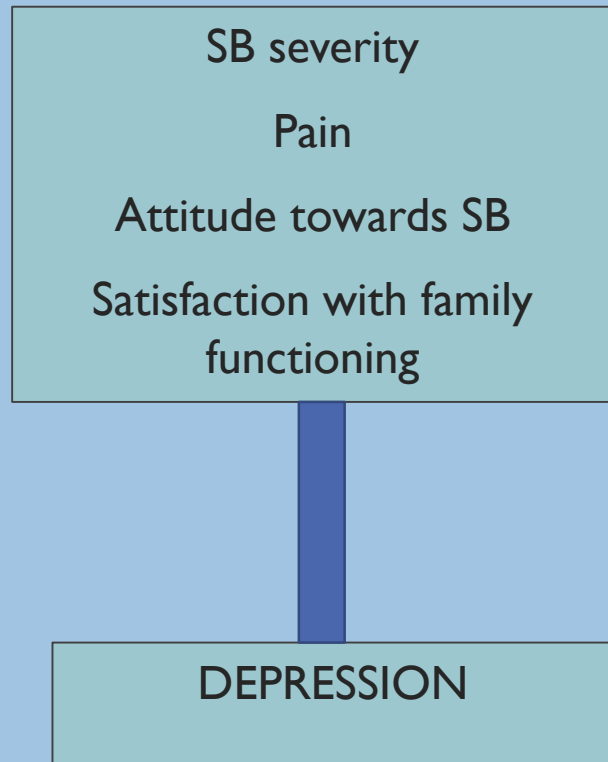 SB severity
Pain
Attitude towards SB
Satisfaction with family
functioning
DEPRESSION